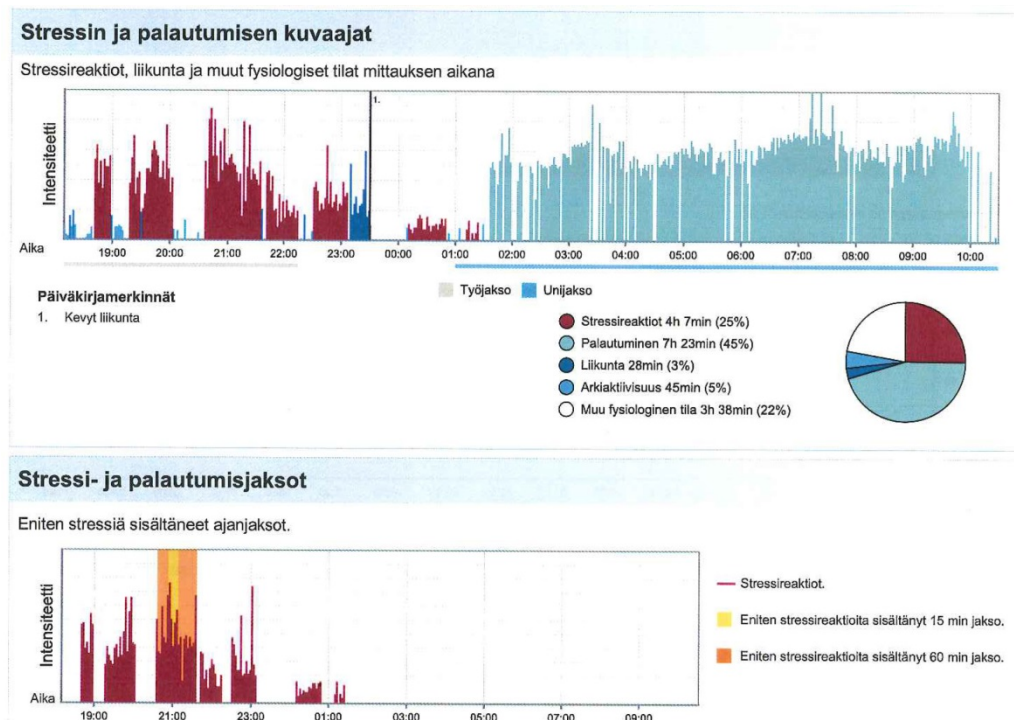 Stressin ja palautumisen kuvaajat
Stressireaktiot, liikunta ja muut fysiologiset tilat mittauksen aikana
Intensiteetti
1.
Aika
19:00 20:00 21:00 22:00 23:00 00:00 01:00 02:00 03:00 04:00 05:00 06:00 07:00 08:00 09:00 10:00
Työjakso Unijakso
Päiväkirjamerkinnät
1. Kevyt liikunta
Stressireaktiot 4h 7min (25%)
Palautuminen 7h 23min (45%)
Liikunta 28min (3%)
Arkiaktiivisuus 45min (5%)
Muu fysiologinen tila 3h 38min (22%)
Stressi- ja palautumisjaksot
Eniten stressiä sisältäneet ajanjaksot.
Intensiteetti
Aika
19:00 21:00 23:00 01:00 03:00 05:00 07:00 09:00
Stressireaktiot.
Eniten stressireaktioita sisältänyt 15 min jakso.
Eniten stressireaktioita sisältänyt 60 min jakso.